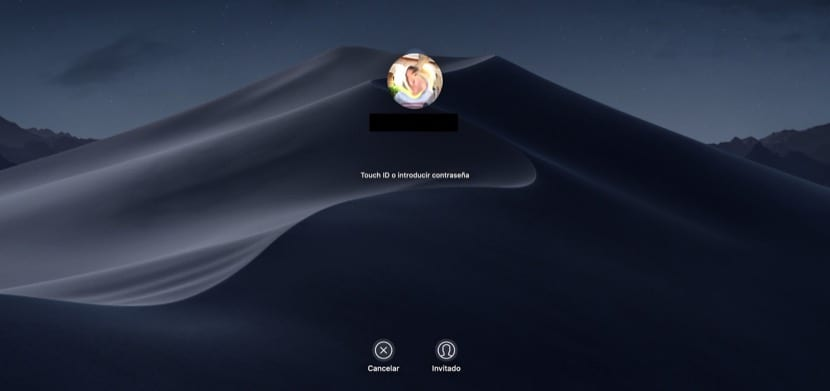 Touch ID o introducir contraseña
Cancelar
Invitado